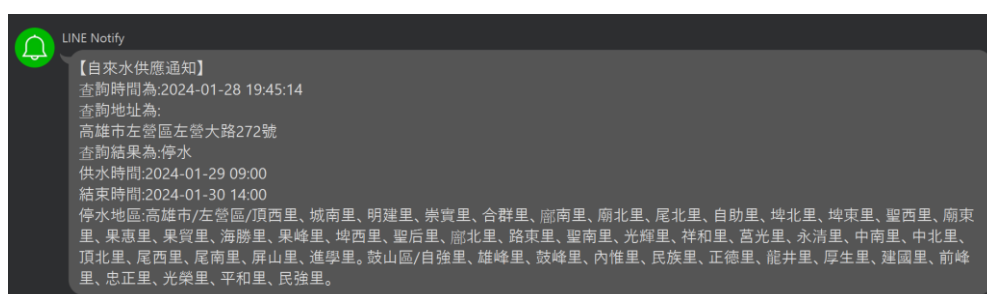 LINE Notify
【自來水供應通知】
查詢時間為:2024-01-28 19:45:14
查詢地址為:
高雄市左營區左營大路272號
查詢結果為:停水
供水時間:2024-01-29 09:00
結束時間:2024-01-30 14:00
停水地區:高雄市/左營區/頂西里、城南里、明建里、崇實里、合群里、廍南里、廟北里、尾北里、自助里、埤北里、埤東里、聖西里、廟東
里、果惠里、果貿里、海勝里、果峰里、埤西里、聖后里、廍北里、路東里、聖南里、光輝里、祥和里、莒光里、永清里、中南里、中北里、
頂北里、尾西里、尾南里、屏山里、進學里。鼓山區/自強里、雄峰里、鼓峰里、內惟里、民族里、正德里、龍井里、厚生里、建國里、前峰
里、忠正里、光榮里、平和里、民強里。